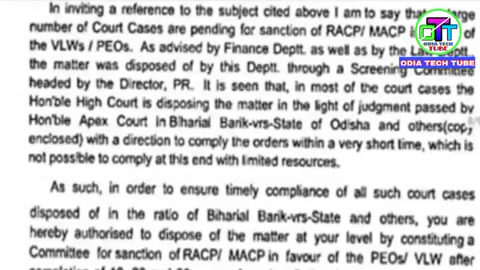 In inviting a reference to the subject cited above I am to say that
number of Court Cases are pending for sanction of RACP/ MACP
the VLWs / PEOs. As advised by Finance Deptt. as well as by the
the matter was disposed of by this Deptt. through a Screening Committee
headed by the Director, PR. It is seen that, in most of the court cases the
Hon'ble High Court is disposing the matter in the light of judgment passed by
Hon'ble Apex Court In Biharial Barik-vrs-State of Odisha and others(cop,
enclosed) with a direction to comply the orders within a very short time, which is
not possible to comply at this end with limited resources.
As such, in order to ensure timely compliance of all such court cases
disposed of in the ratio of Biharial Barik-vrs-State and others, you are
hereby authorised to dispose of the matter at your level by constituting a
Committee for sanction of RACP/ MACP in favour of the PEOs/ VLW after
OTT
ODIA TECH
TUBE
ODIA TECH TUBE